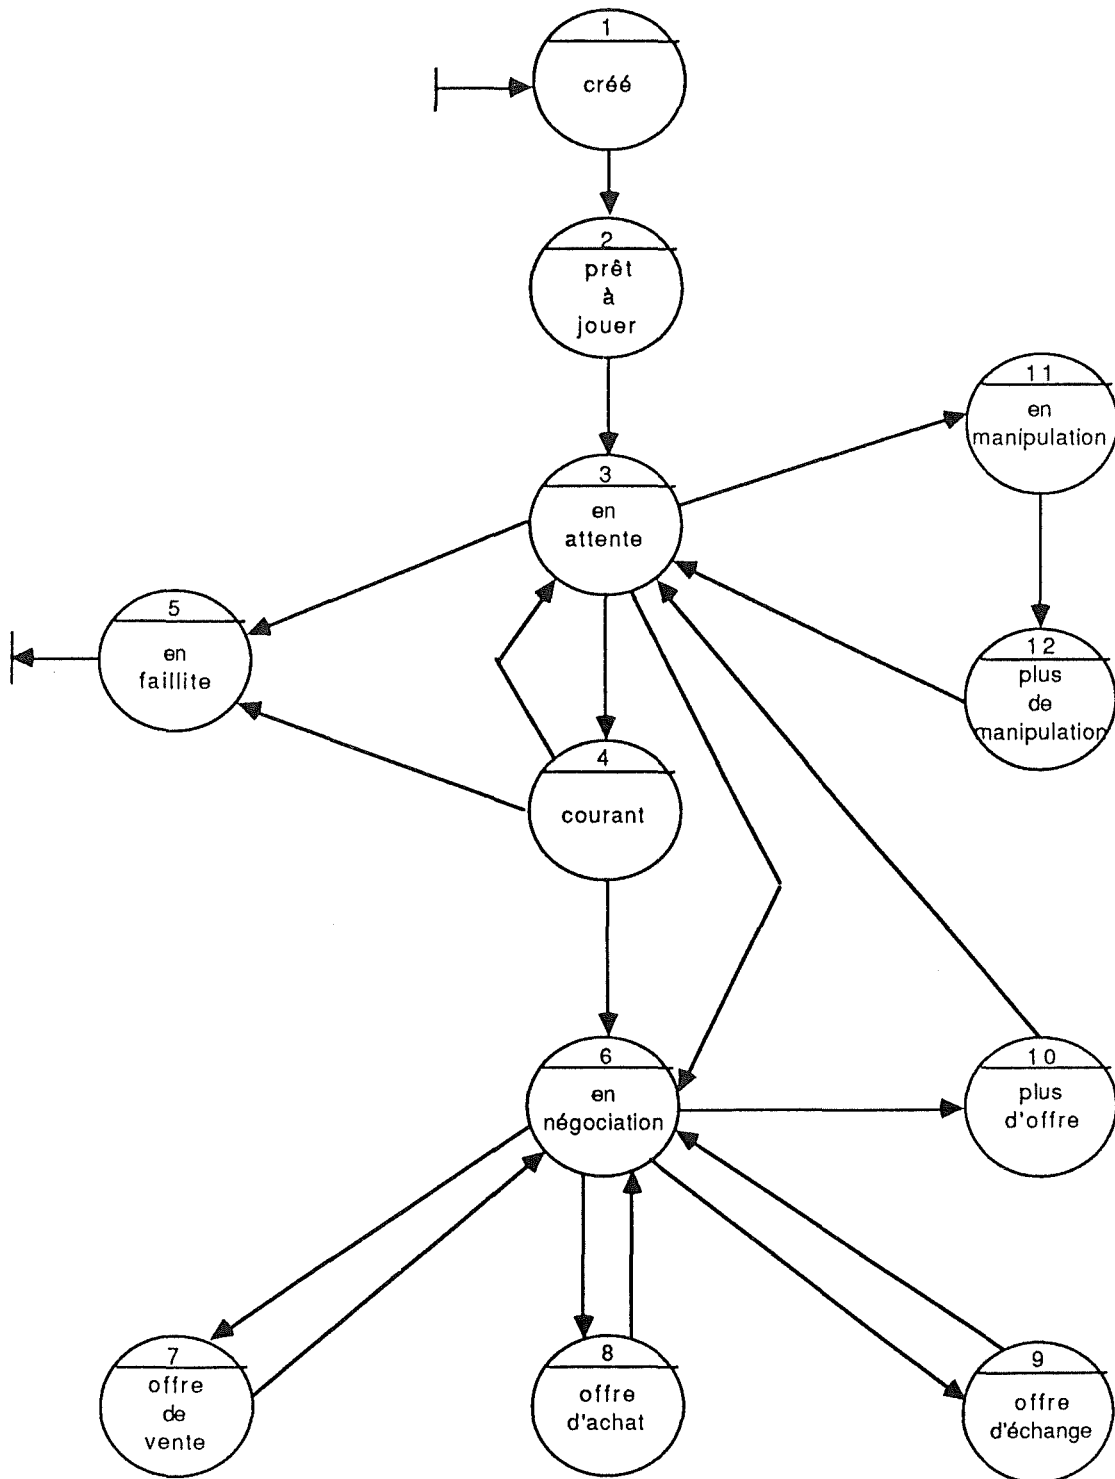 1
créé
2
prêt
à
jouer
3
en
attente
11
en
manipulation
5
en
faillite
12
plus
de
manipulation
4
courant
6
en
négociation
10
plus
d'offre
7
offre
de
vente
8
offre
d'achat
9
offre
d'échange